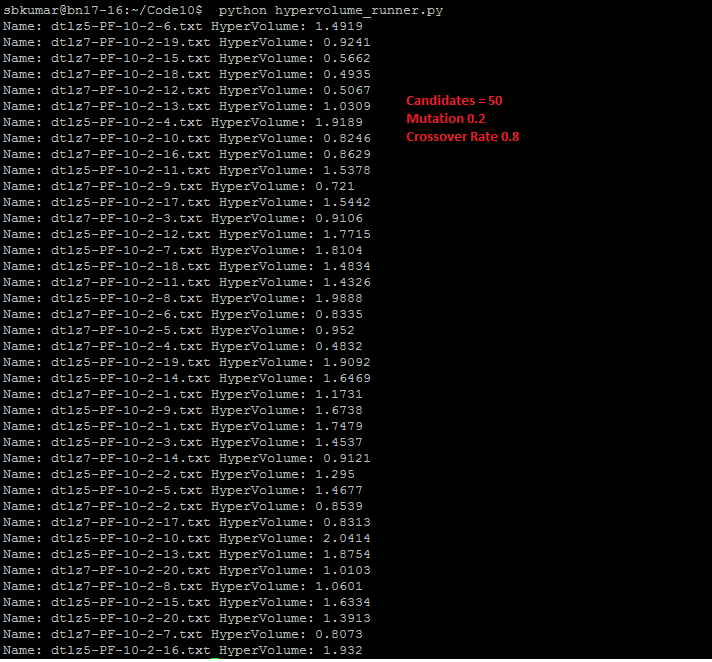 sbkumar@bn17-16:~/Code10$  python hypervolume_runner.py
Name: dtlz5-PF-10-2-6.txt HyperVolume: 1.4919
Name: dtlz7-PF-10-2-19.txt HyperVolume: 0.9241
Name: dtlz7-PF-10-2-15.txt HyperVolume: 0.5662
Name: dtlz7-PF-10-2-18.txt HyperVolume: 0.4935
Name: dtlz7-PF-10-2-12.txt HyperVolume: 0.5067
Name: dtlz7-PF-10-2-13.txt HyperVolume: 1.0309
Candidates = 50
Name: dtlz5-PF-10-2-4.txt HyperVolume: 1.9189
Mutation 0.2
Name: dtlz7-PF-10-2-10.txt HyperVolume: 0.8246
Crossover Rate 0.8
Name: dtlz7-PF-10-2-16.txt HyperVolume: 0.8629
Name: dtlz5-PF-10-2-11.txt HyperVolume: 1.5378
Name: dtlz7-PF-10-2-9.txt HyperVolume: 0.721
Name: dtlz5-PF-10-2-17.txt HyperVolume: 1.5442
Name: dtlz7-PF-10-2-3.txt HyperVolume: 0.9106
Name: dtlz5-PF-10-2-12.txt HyperVolume: 1.7715
Name: dtlz5-PF-10-2-7.txt HyperVolume: 1.8104
Name: dtlz5-PF-10-2-18.txt HyperVolume: 1.4834
Name: dtlz7-PF-10-2-11.txt HyperVolume: 1.4326
Name: dtlz5-PF-10-2-8.txt HyperVolume: 1.9888
Name: dtlz7-PF-10-2-6.txt HyperVolume: 0.8335
Name: dtlz7-PF-10-2-5.txt HyperVolume: 0.952
Name: dtlz7-PF-10-2-4.txt HyperVolume: 0.4832
Name: dtlz5-PF-10-2-19.txt HyperVolume: 1.9092
Name: dtlz5-PF-10-2-14.txt HyperVolume: 1.6469
Name: dtlz7-PF-10-2-1.txt HyperVolume: 1.1731
Name: dtlz5-PF-10-2-9.txt HyperVolume: 1.6738
Name: dtlz5-PF-10-2-1.txt HyperVolume: 1.7479
Name: dtlz5-PF-10-2-3.txt HyperVolume: 1.4537
Name: dtlz7-PF-10-2-14.txt HyperVolume: 0.9121
Name: dtlz5-PF-10-2-2.txt HyperVolume: 1.295
Name: dtlz5-PF-10-2-5.txt HyperVolume: 1.4677
Name: dtlz7-PF-10-2-2.txt HyperVolume: 0.8539
Name: dtlz7-PF-10-2-17.txt HyperVolume: 0.8313
Name: dtlz5-PF-10-2-10.txt HyperVolume: 2.0414
Name: dtlz5-PF-10-2-13.txt HyperVolume: 1.8754
Name: dtlz7-PF-10-2-20.txt HyperVolume: 1.0103
Name: dtlz7-PF-10-2-8.txt HyperVolume: 1.0601
Name: dtlz5-PF-10-2-15.txt HyperVolume: 1.6334
Name: dtlz5-PF-10-2-20.txt HyperVolume: 1.3913
Name: dtlz7-PF-10-2-7.txt HyperVolume: 0.8073
Name: dtlz5-PF-10-2-16.txt HyperVolume: 1.932